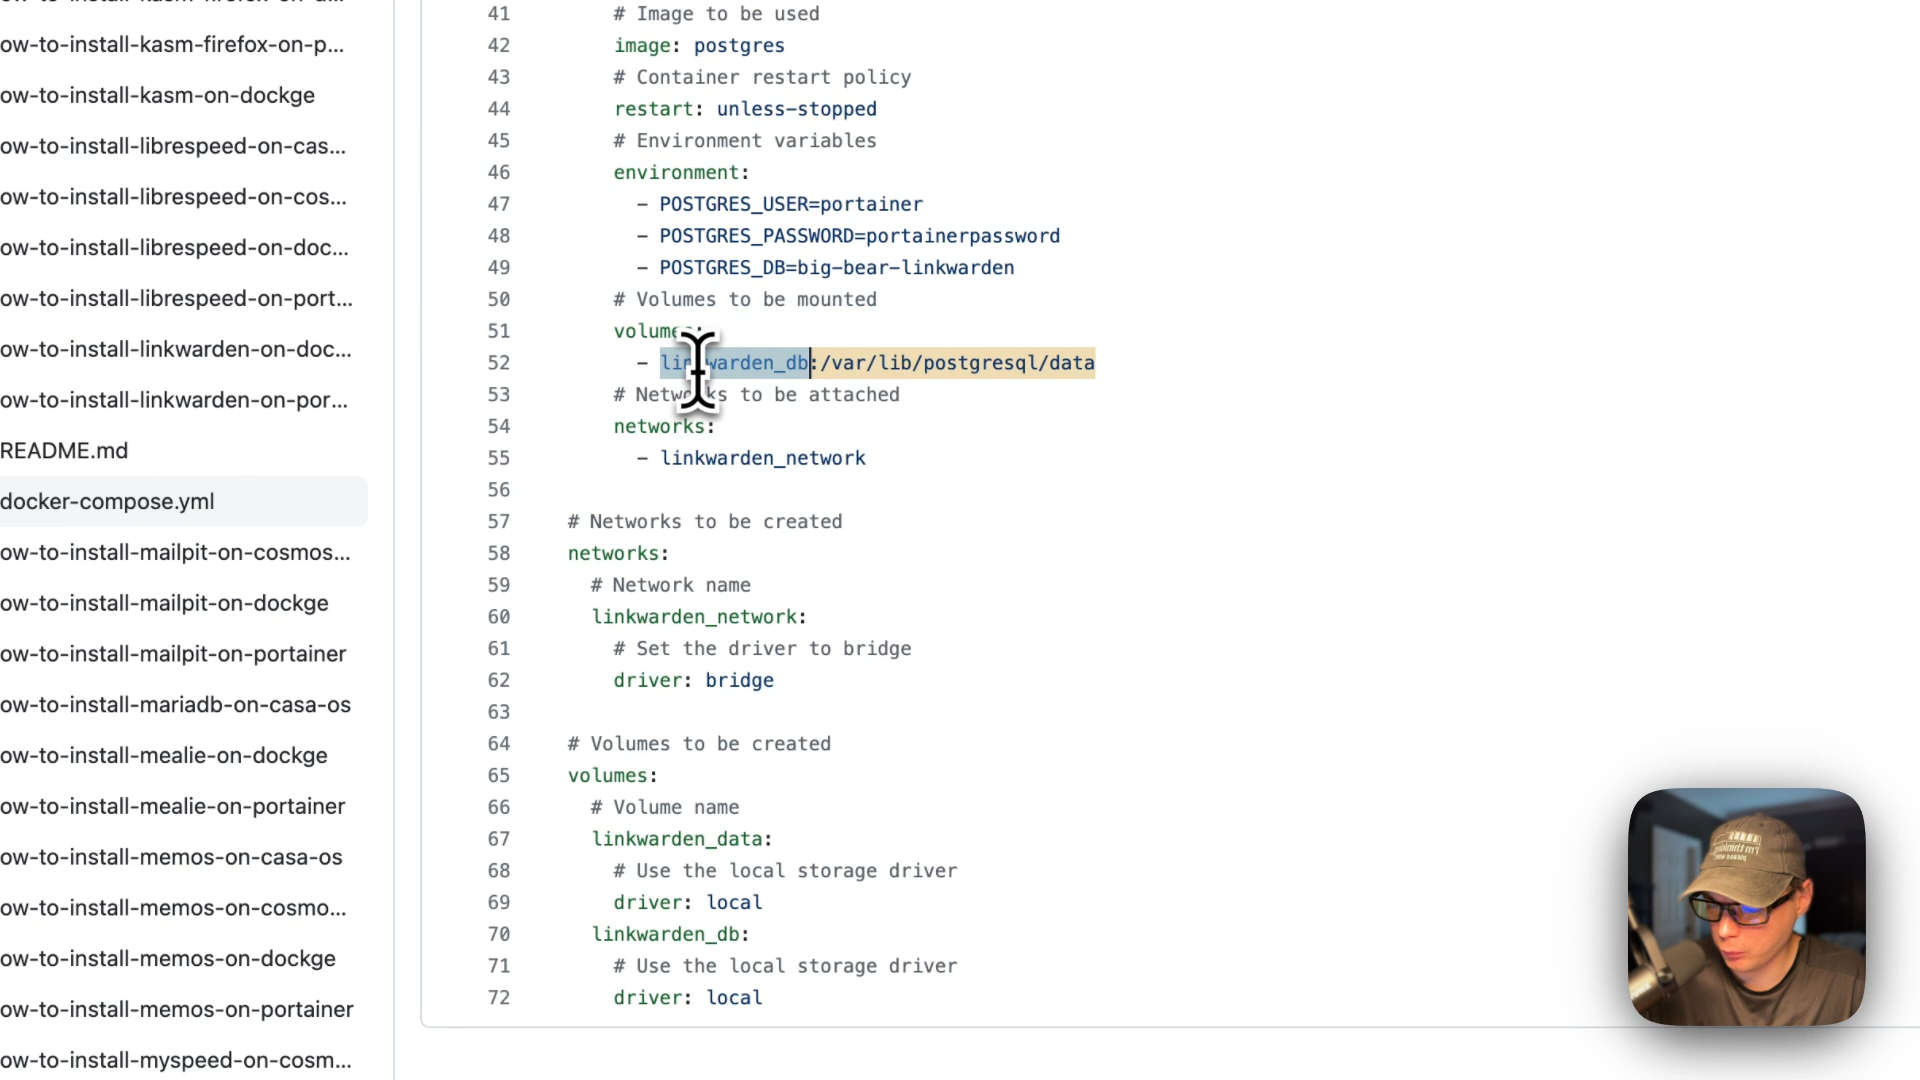 ow-to-install-kasm-firefox-on-p...
ow-to-install-kasm-on-dockge
ow-to-install-librespeed-on-cas...
ow-to-install-librespeed-on-cos...
ow-to-install-librespeed-on-doc...
ow-to-install-librespeed-on-port...
ow-to-install-linkwarden-on-doc...
ow-to-install-linkwarden-on-por...
README.md
docker-compose.yml
ow-to-install-mailpit-on-cosmos...
ow-to-install-mailpit-on-dockge
ow-to-install-mailpit-on-portainer
ow-to-install-mariadb-on-casa-os
ow-to-install-mealie-on-dockge
ow-to-install-mealie-on-portainer
ow-to-install-memos-on-casa-os
ow-to-install-memos-on-cosmo...
ow-to-install-memos-on-dockge
ow-to-install-memos-on-portainer
ow-to-install-myspeed-on-cosm...
41 # Image to be used
42 image: postgres
43 # Container restart policy
44 restart: unless-stopped
45 # Environment variables
46 environment:
47 - POSTGRES_USER=portainer
48 - POSTGRES_PASSWORD=portainerpassword
49 - POSTGRES_DB=big-bear-linkwarden
50 # Volumes to be mounted
51 volumes:
52 - linkwarden_db:/var/lib/postgresql/data
53 # Networks to be attached
54 networks:
55 - linkwarden_network
56
57 # Networks to be created
58 networks:
59 # Network name
60 linkwarden_network:
61 # Set the driver to bridge
62 driver: bridge
63
64 # Volumes to be created
65 volumes:
66 # Volume name
67 linkwarden_data:
68 # Use the local storage driver
69 driver: local
70 linkwarden_db:
71 # Use the local storage driver
72 driver: local